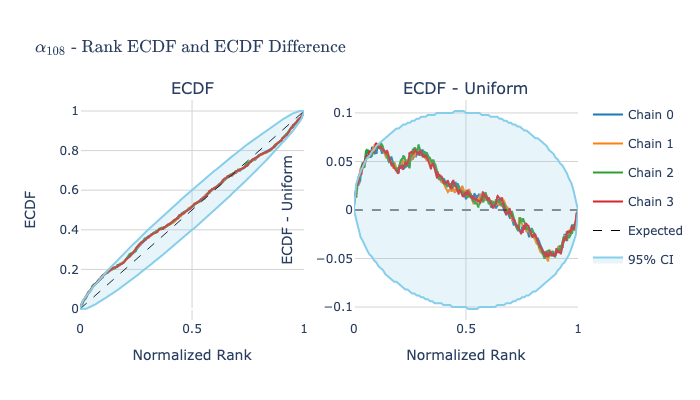 α108 - Rank ECDF and ECDF Difference
ECDF
ECDF - Uniform
ECDF
1
0.8
0.6
0.4
0.2
0
0
0.5
1
Normalized Rank
ECDF - Uniform
0.1
0.05
0
−0.05
−0.1
0
0.5
1
Normalized Rank
Chain 0
Chain 1
Chain 2
Chain 3
Expected
95% CI